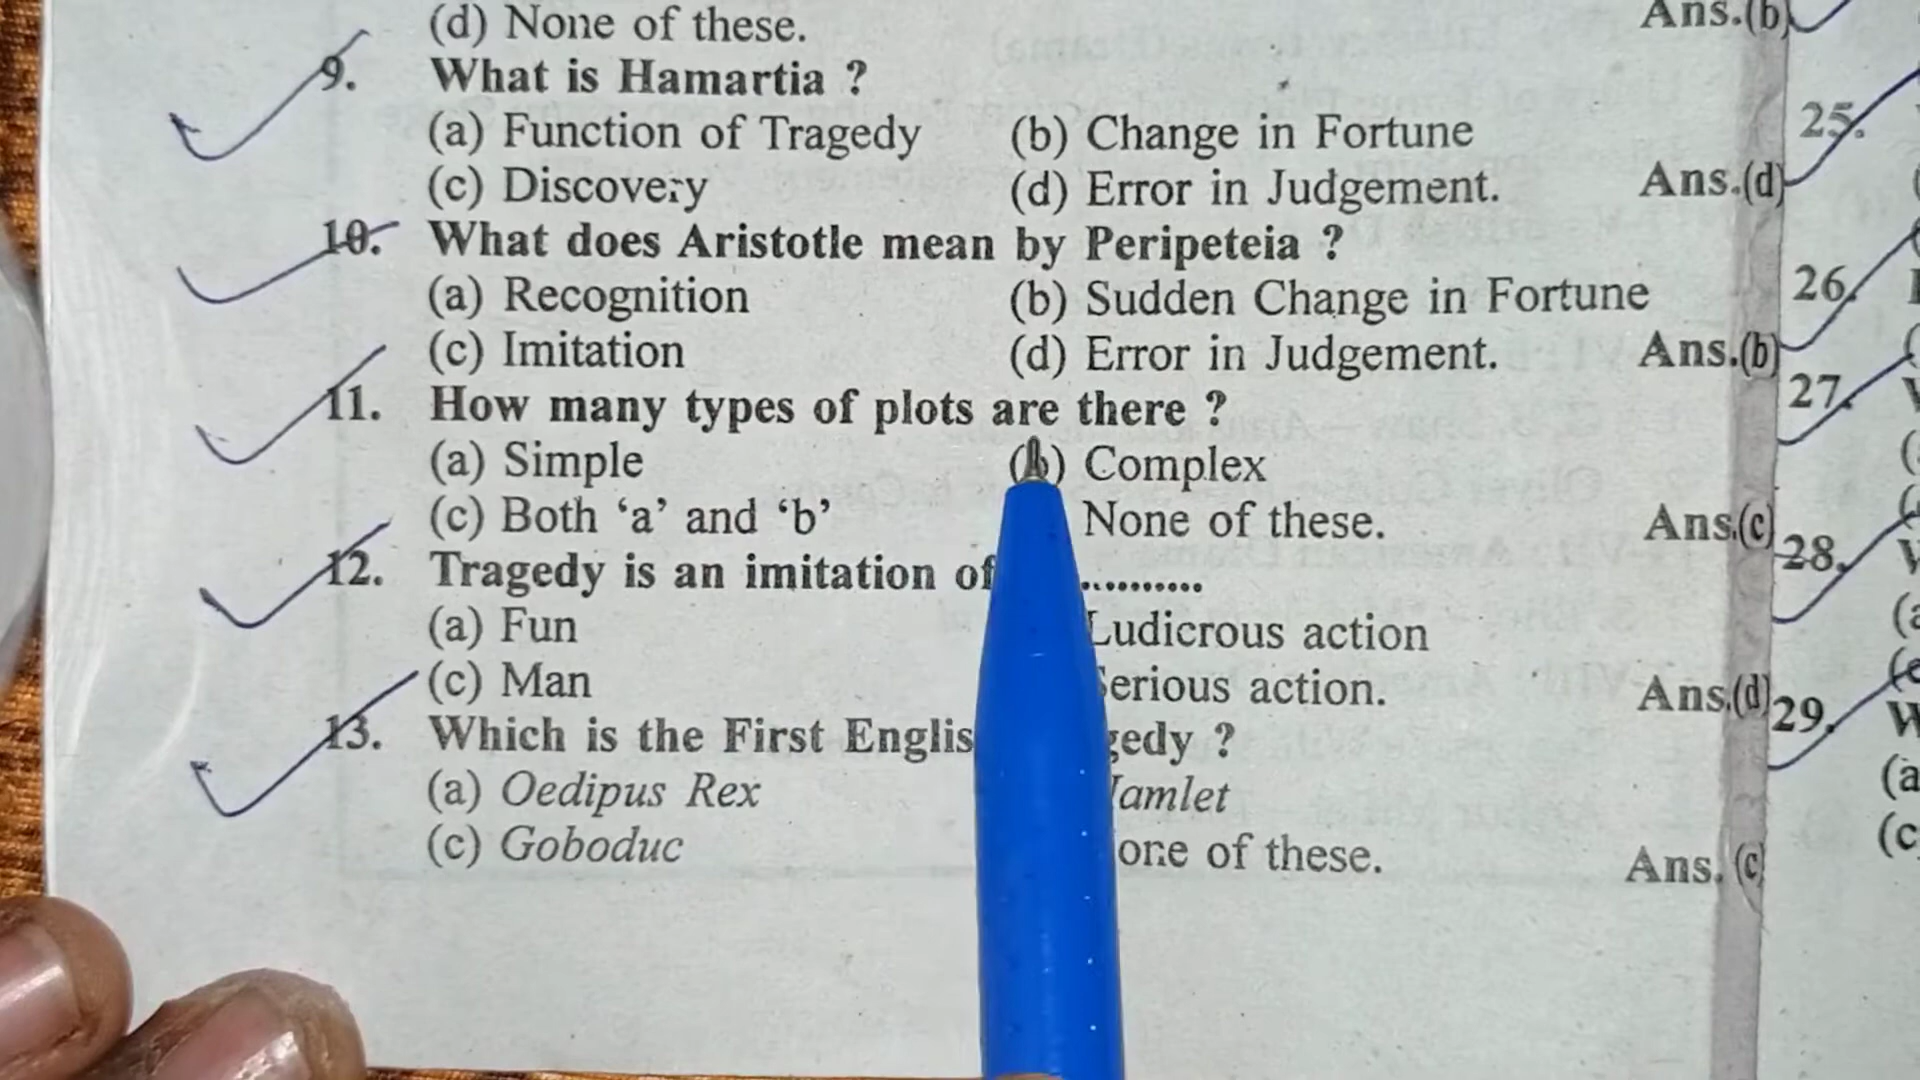 (d) None of these. Ans.(b)
9. What is Hamartia ?
(a) Function of Tragedy (b) Change in Fortune
(c) Discovery (d) Error in Judgement. Ans.(d)
10. What does Aristotle mean by Peripeteia ?
(a) Recognition (b) Sudden Change in Fortune
(c) Imitation (d) Error in Judgement. Ans.(b)
11. How many types of plots are there ?
(a) Simple (b) Complex
(c) Both ‘a’ and ‘b’ None of these. Ans.(c)
12. Tragedy is an imitation of ..........
(a) Fun Ludicrous action
(c) Man Serious action. Ans.(d)
13. Which is the First ?
(a) Oedipus Rex
(c) Goboduc of these. Ans. (c)
25.
26.
27.
28.
29.
(a
(c